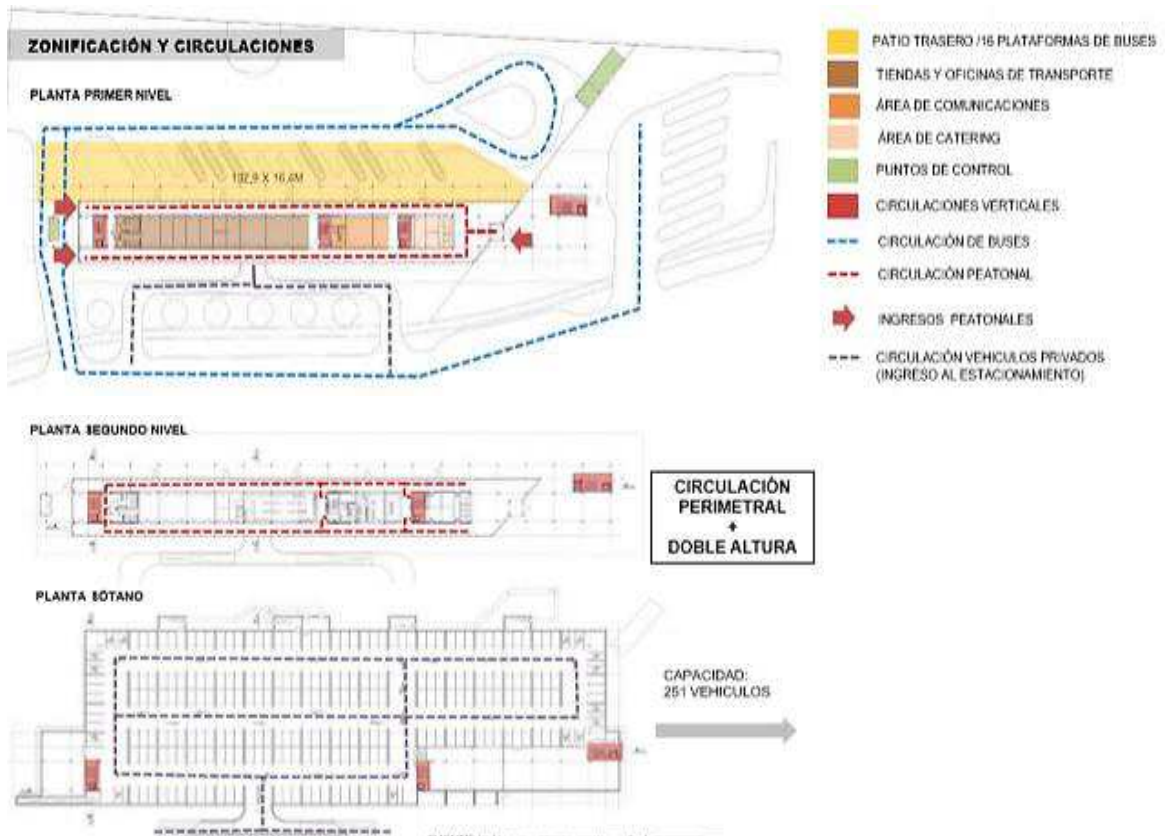 ZONIFICACIÓN Y CIRCULACIONES
PLANTA PRIMER NIVEL
PATIO TRASERO /16 PLATAFORMAS DE BUSES
TIENDAS Y OFICINAS DE TRANSPORTE
ÁREA DE COMUNICACIONES
ÁREA DE CATERING
PUNTOS DE CONTROL
CIRCULACIONES VERTICALES
CIRCULACIÓN DE BUSES
CIRCULACIÓN PEATONAL
INGRESOS PEATONALES
CIRCULACIÓN VEHICULOS PRIVADOS
(INGRESO AL ESTACIONAMIENTO)
PLANTA SEGUNDO NIVEL
CIRCULACIÓN
PERIMETRAL
+
DOBLE ALTURA
PLANTA SÓTANO
CAPACIDAD:
251 VEHICULOS